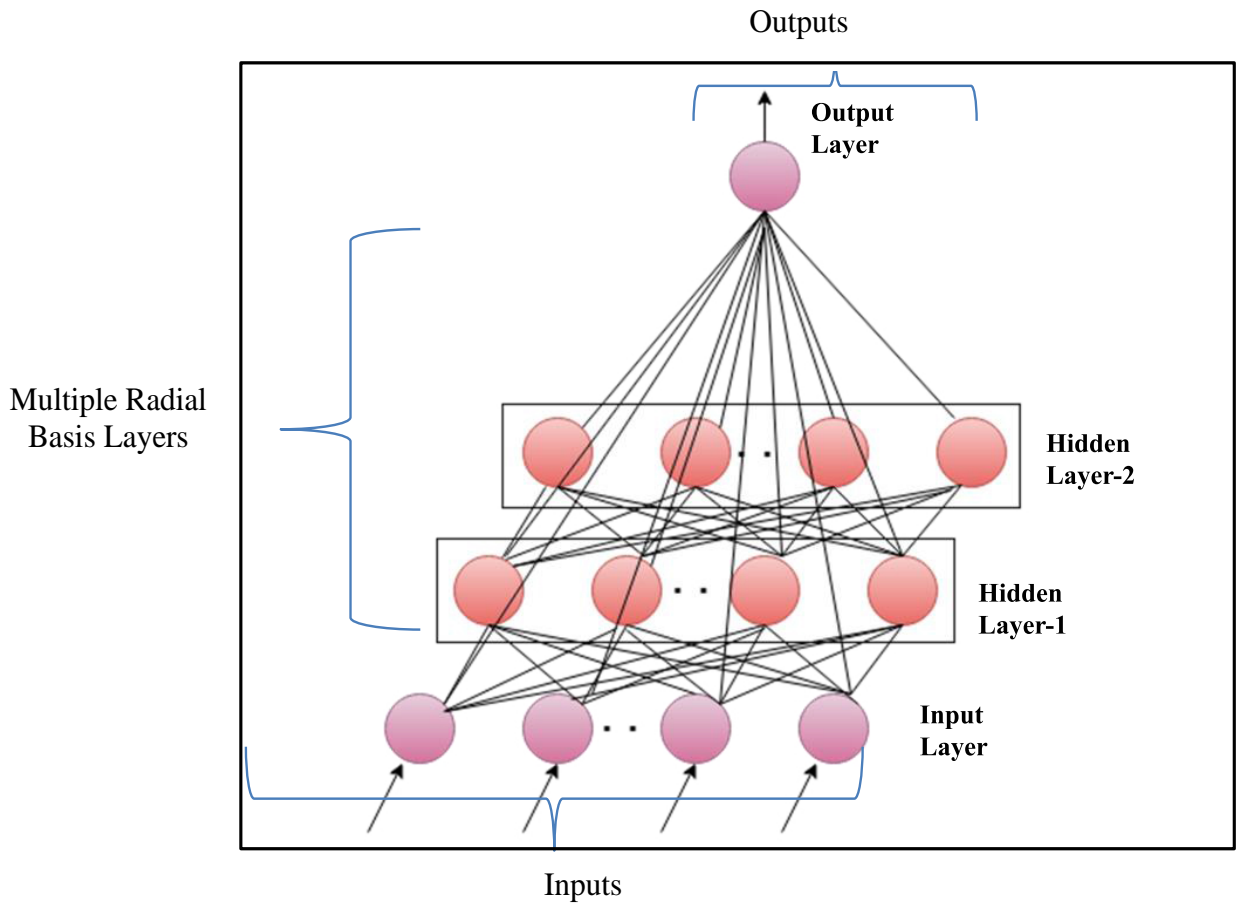 Outputs
Output
Layer
Multiple Radial
Basis Layers
Hidden
Layer-2
Hidden
Layer-1
Input
Layer
Inputs